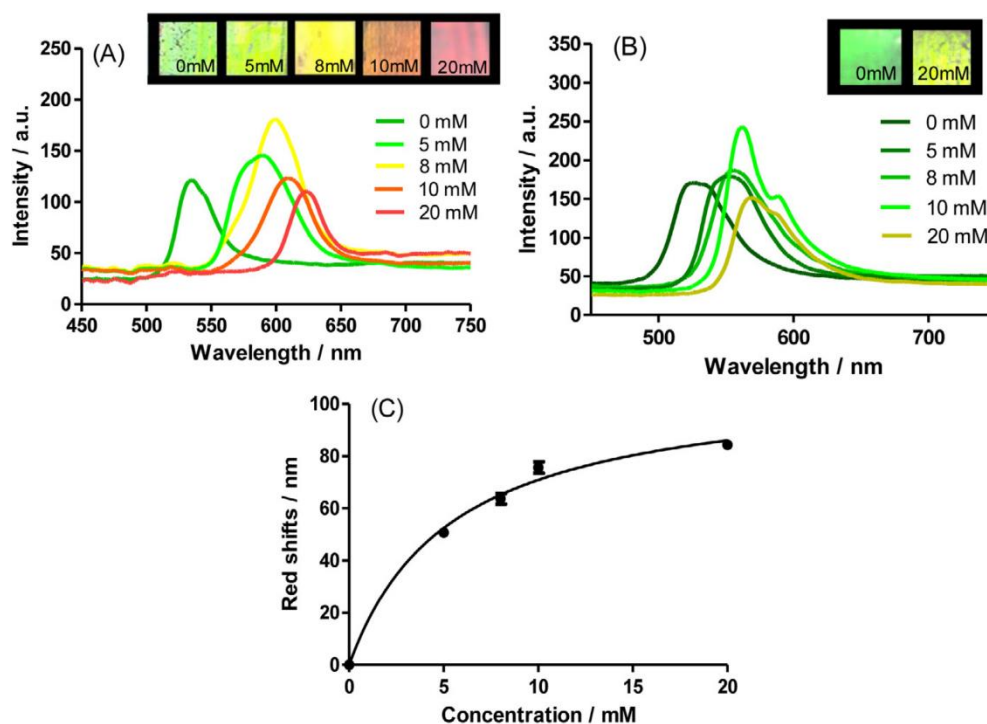 (A)
0mM 5mM 8mM 10mM 20mM
250
200
150
100
50
0
Intensity / a.u.
0 mM
5 mM
8 mM
10 mM
20 mM
450 500 550 600 650 700 750
Wavelength / nm
(B)
0mM 20mM
350
300
250
200
150
100
50
0
Intensity / a.u.
0 mM
5 mM
8 mM
10 mM
20 mM
500 600 700
Wavelength / nm
(C)
100
80
60
40
20
0
Red shifts / nm
0 5 10 15 20
Concentration / mM